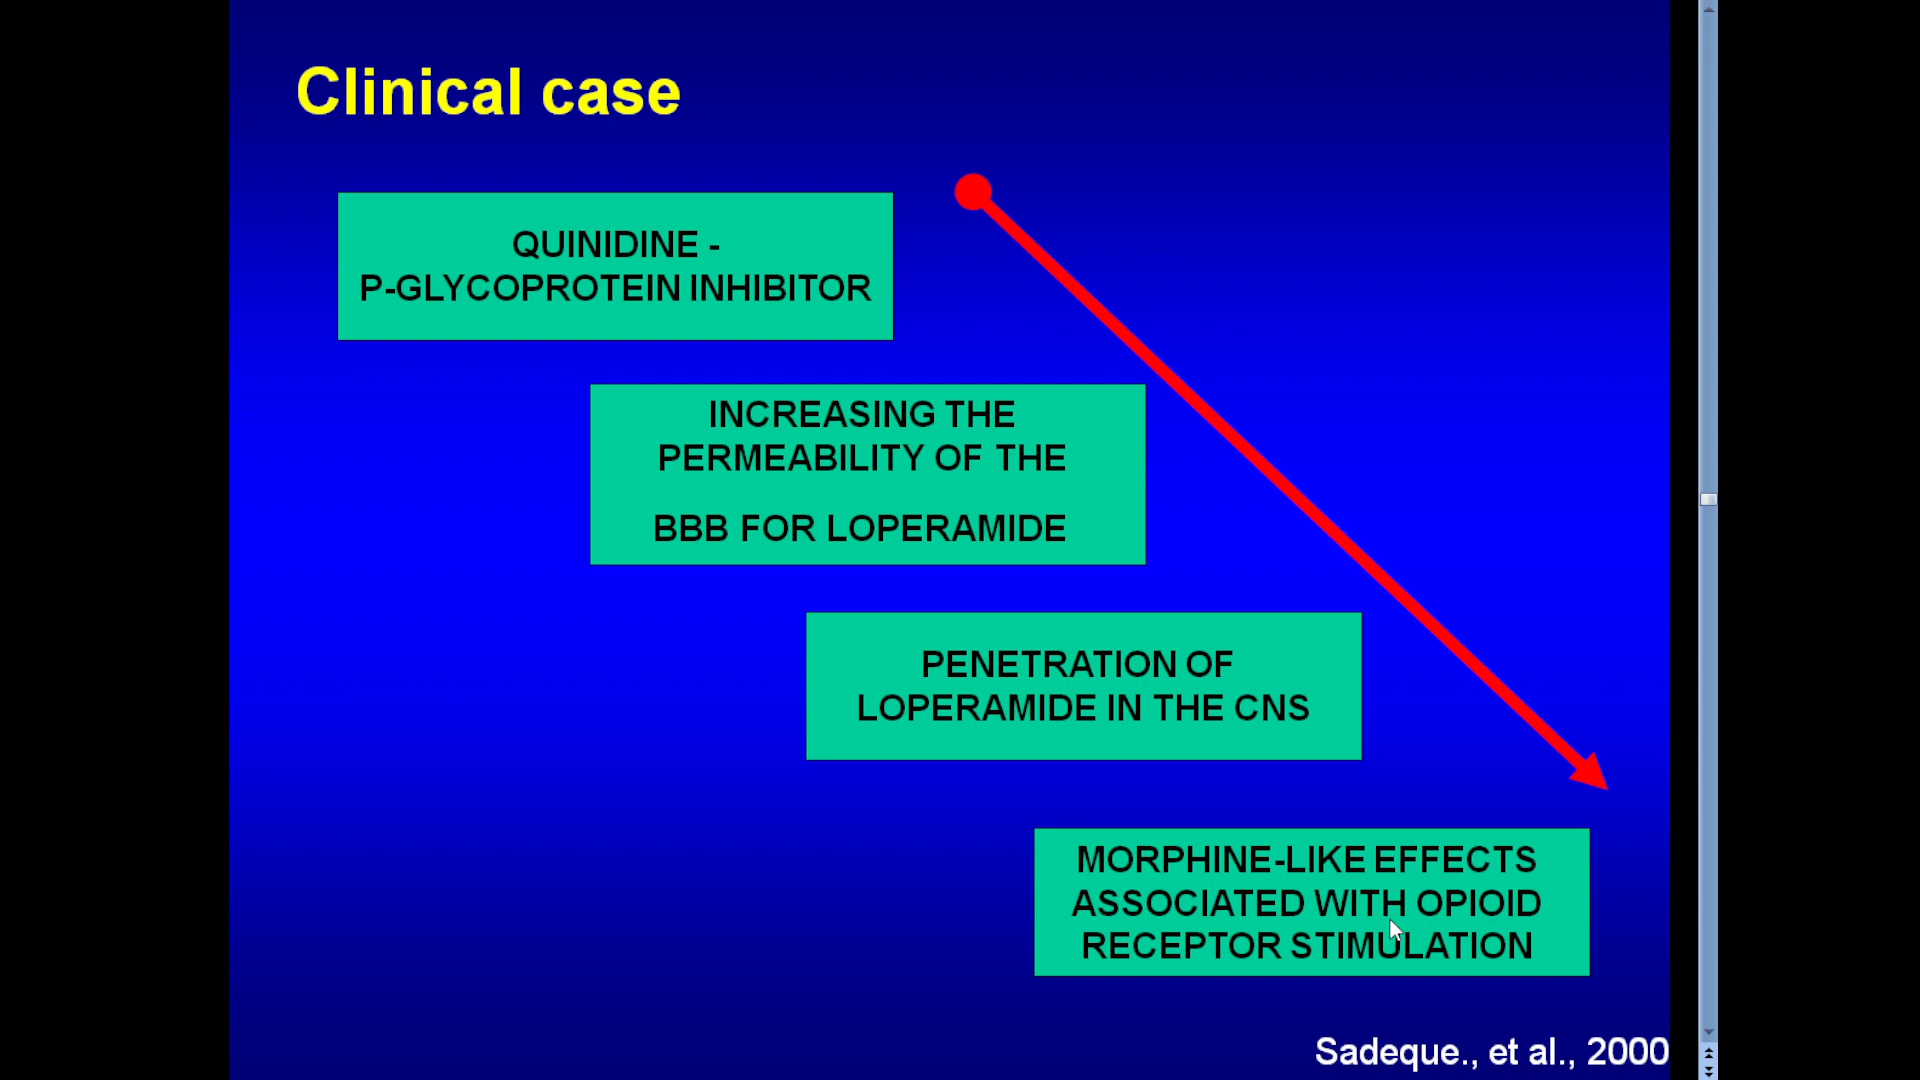 Clinical case
QUINIDINE -
P-GLYCOPROTEIN INHIBITOR
INCREASING THE
PERMEABILITY OF THE
BBB FOR LOPERAMIDE
PENETRATION OF
LOPERAMIDE IN THE CNS
MORPHINE-LIKE EFFECTS
ASSOCIATED WITH OPIOID
RECEPTOR STIMULATION
Sadeque., et al., 2000